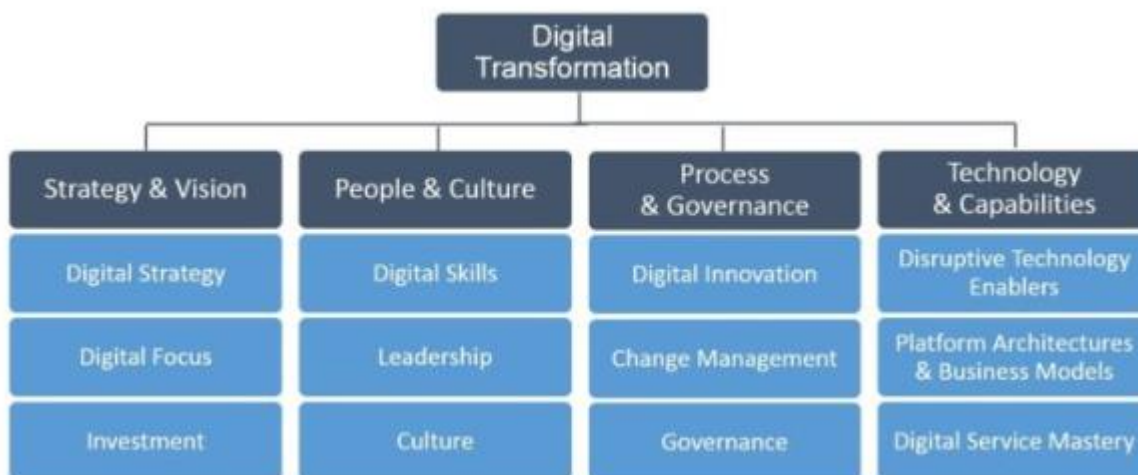 Digital
Transformation
Strategy & Vision
People & Culture
Process
& Governance
Technology
& Capabilities
Digital Strategy
Digital Skills
Digital Innovation
Disruptive Technology
Enablers
Digital Focus
Leadership
Change Management
Platform Architectures
& Business Models
Investment
Culture
Governance
Digital Service Mastery